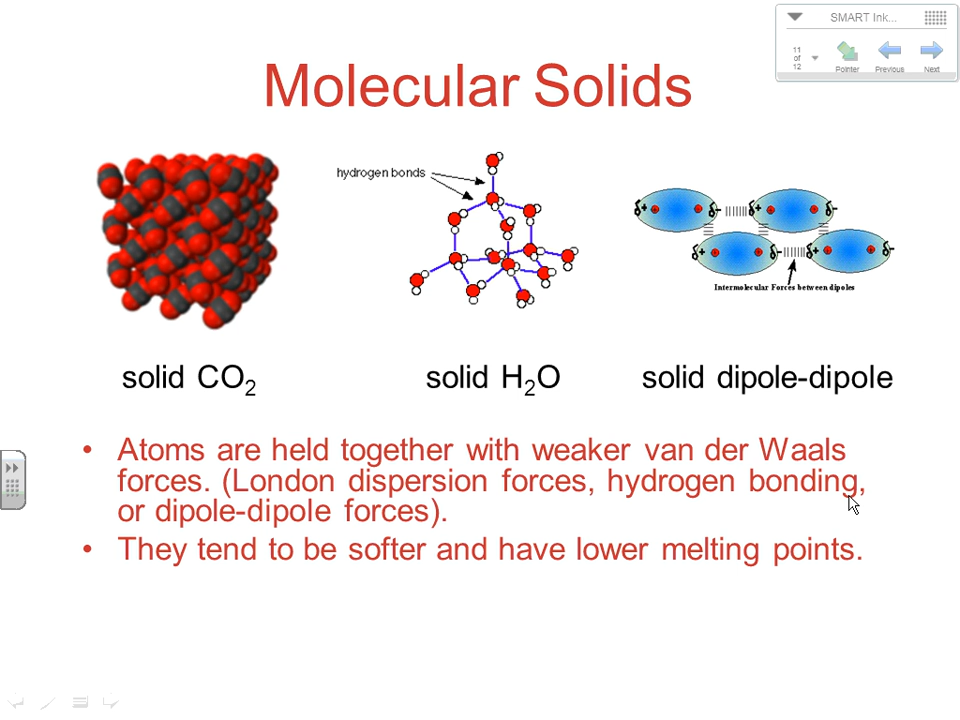 SMART Ink...
11
of
12
Pointer Previous Next
Molecular Solids
hydrogen bonds
δ+ δ- δ+ δ-
δ+ δ- δ+ δ-
Intermolecular Forces between dipoles
solid CO₂ solid H₂O solid dipole-dipole
• Atoms are held together with weaker van der Waals
forces. (London dispersion forces, hydrogen bonding,
or dipole-dipole forces).
• They tend to be softer and have lower melting points.